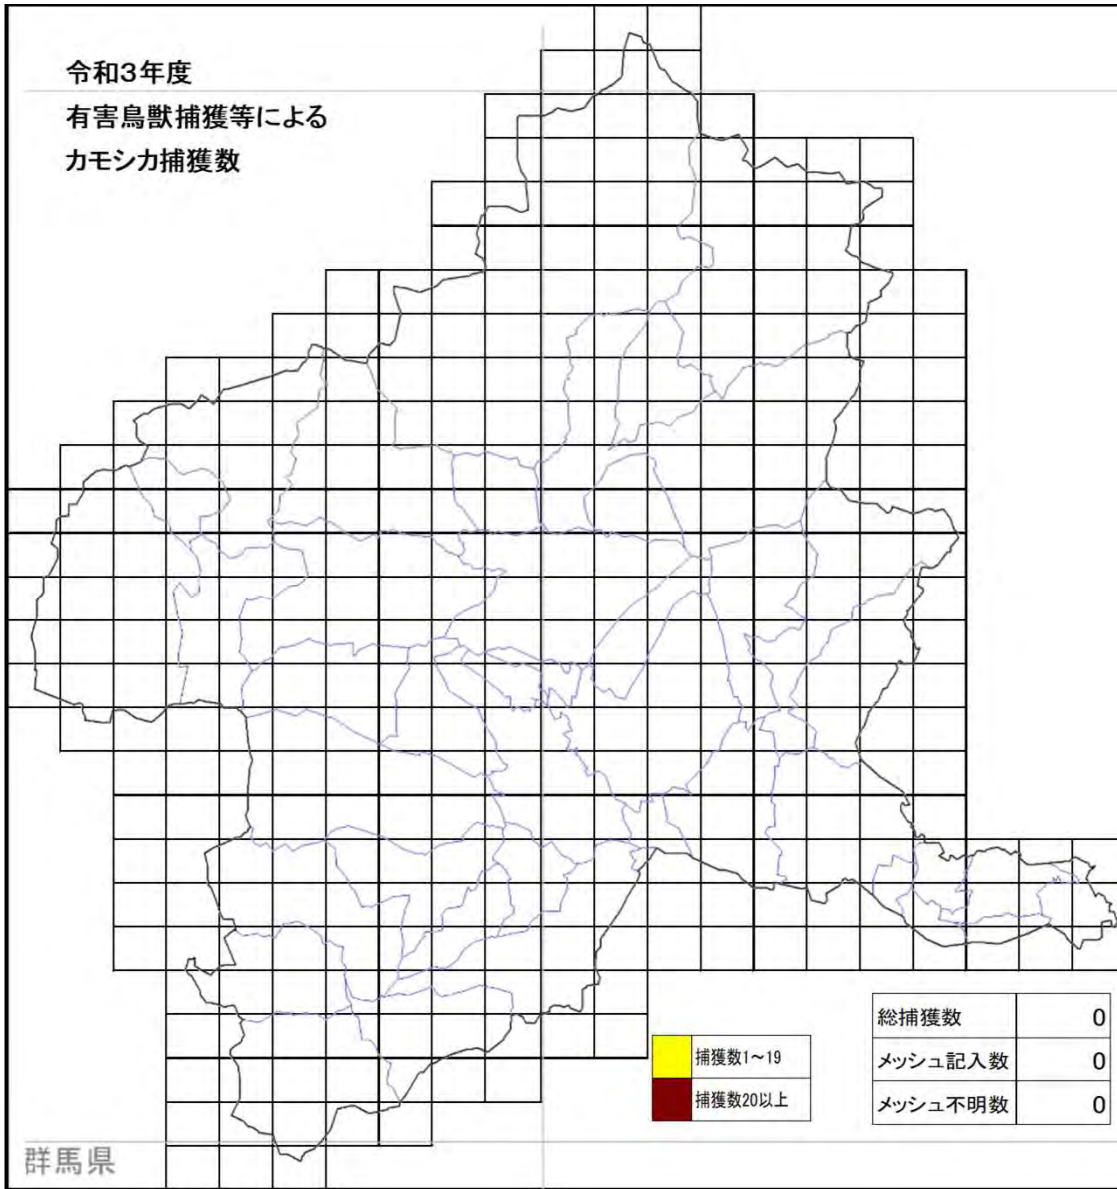 令和3年度
有害鳥獣捕獲等による
カモシカ捕獲数
総捕獲数 0
捕獲数1～19
メッシュ記入数 0
捕獲数20以上
メッシュ不明数 0
群馬県